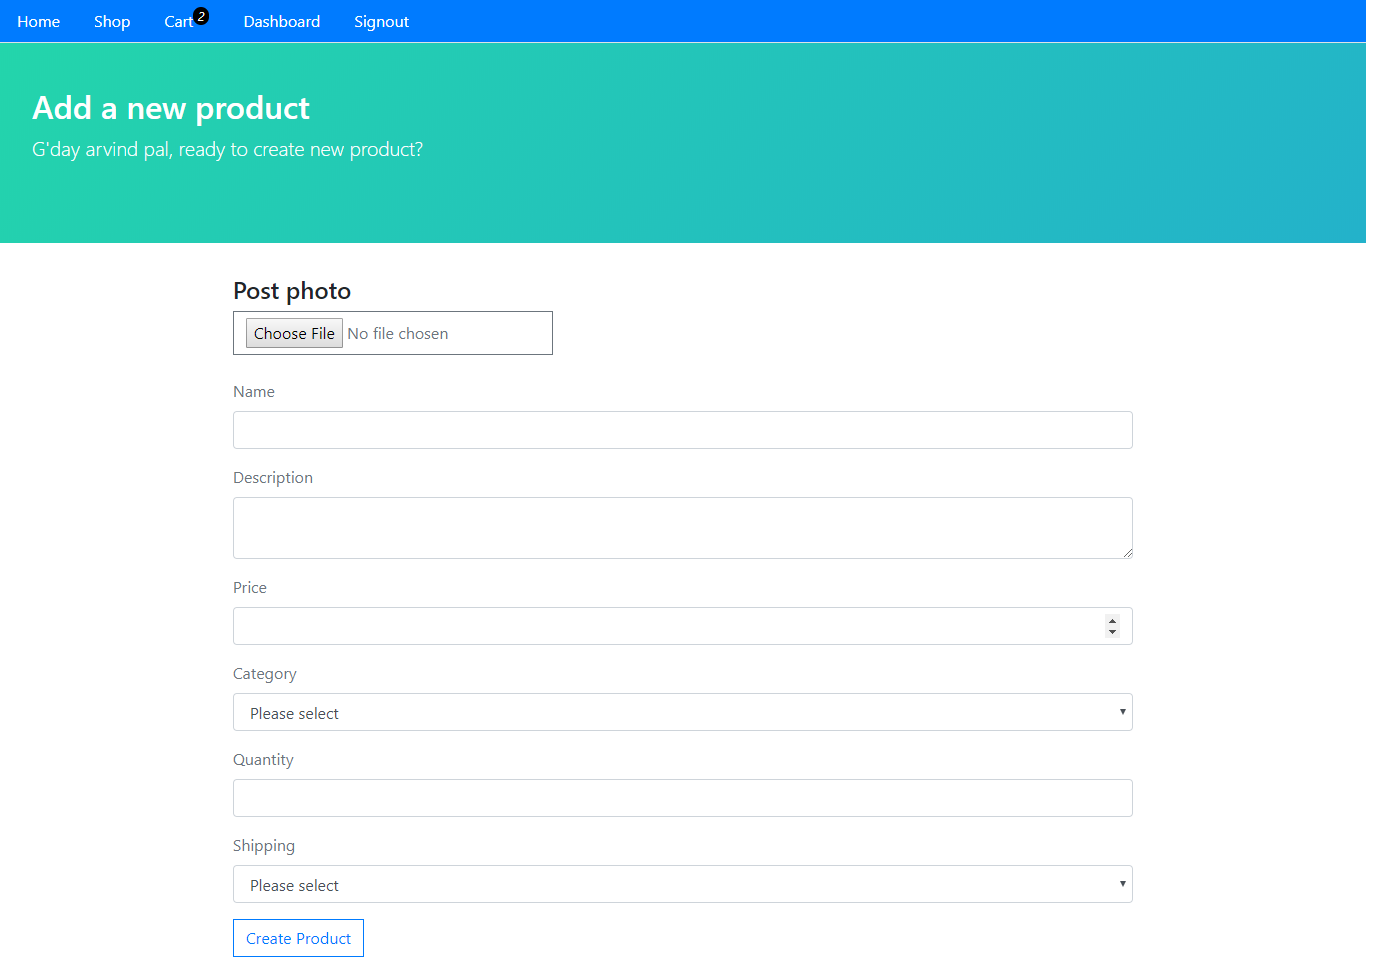 Home Shop Cart 2 Dashboard Signout
Add a new product
G'day arvind pal, ready to create new product?
Post photo
Choose File No file chosen
Name
Description
Price
Category
Please select
Quantity
Shipping
Please select
Create Product